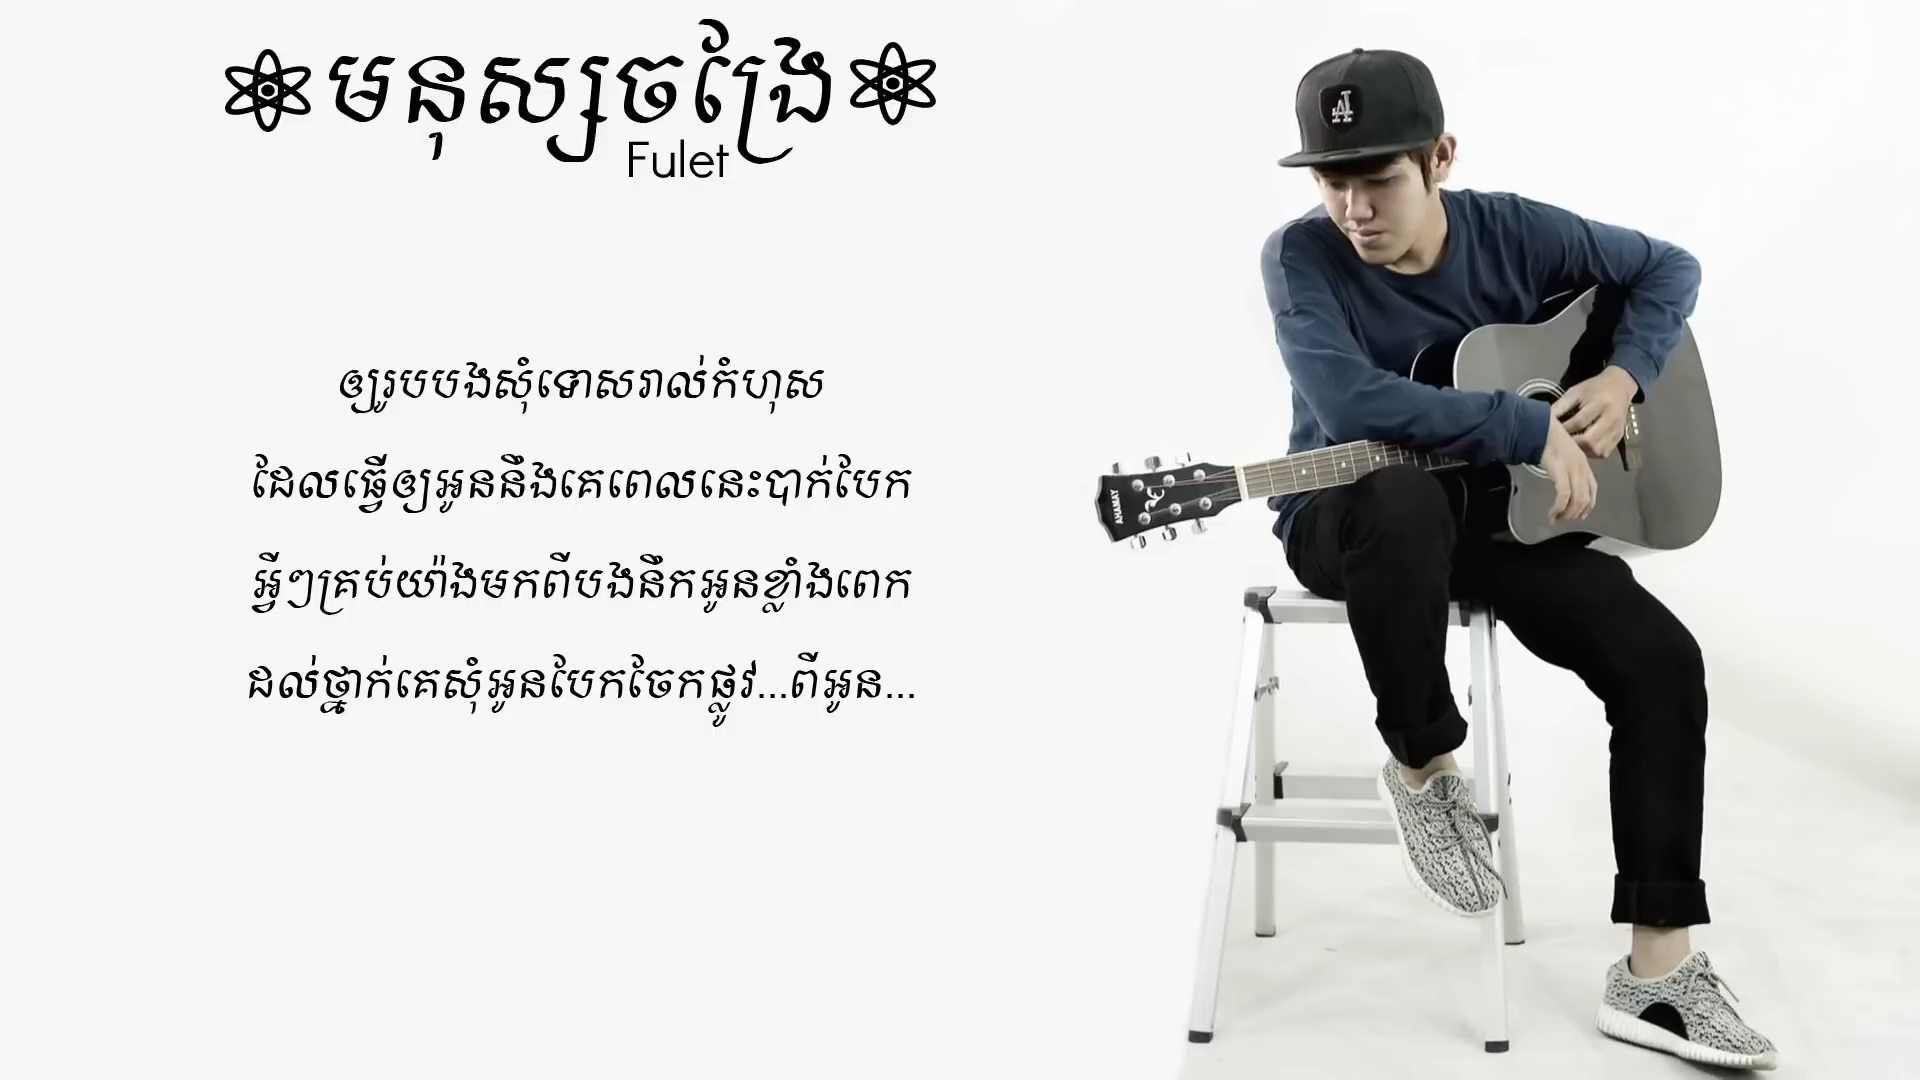 មនុស្សចង្រៃ
Fulet
ឲ្យរូបបងសុំទោសរាល់កំហុស
ដែលធ្វើឲ្យអូននឹងគេពេលនេះបាក់បែក
អ្វីៗគ្រប់យ៉ាងមកពីបងនឹកអូនខ្លាំងពេក
ដល់ថ្នាក់គេសុំអូនបែកចែកផ្លូវ...ពីអូន...
AHAMAY